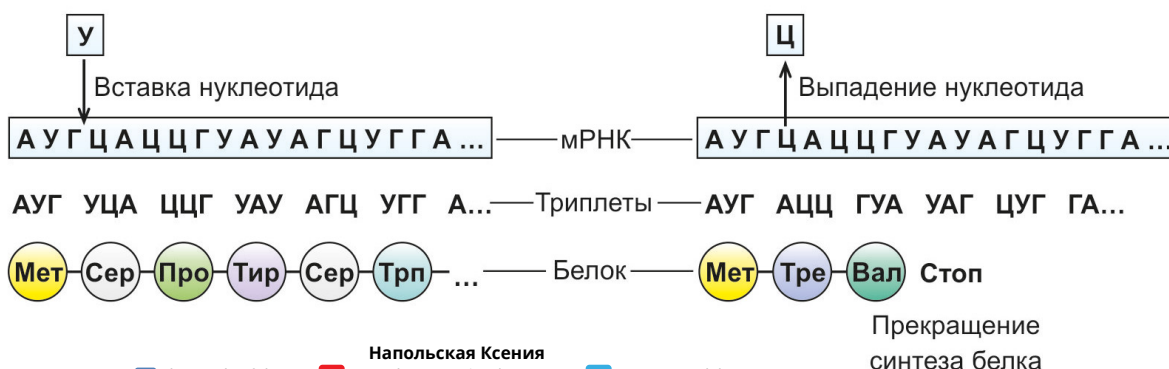 У
Ц
Вставка нуклеотида
Выпадение нуклеотида
АУГЦАЦЦГУАУАГЦУГГА... мРНК АУГЦАЦЦГУАУАГЦУГГА...
АУГ УЦА ЦЦГ УАУ АГЦ УГГ А... Триплеты АУГ АЦЦ ГУА УАГ ЦУГ ГА...
Мет Сер Про Тир Сер Трп ... Белок Мет Тре Вал Стоп
Прекращение
синтеза белка
Напольская Ксения